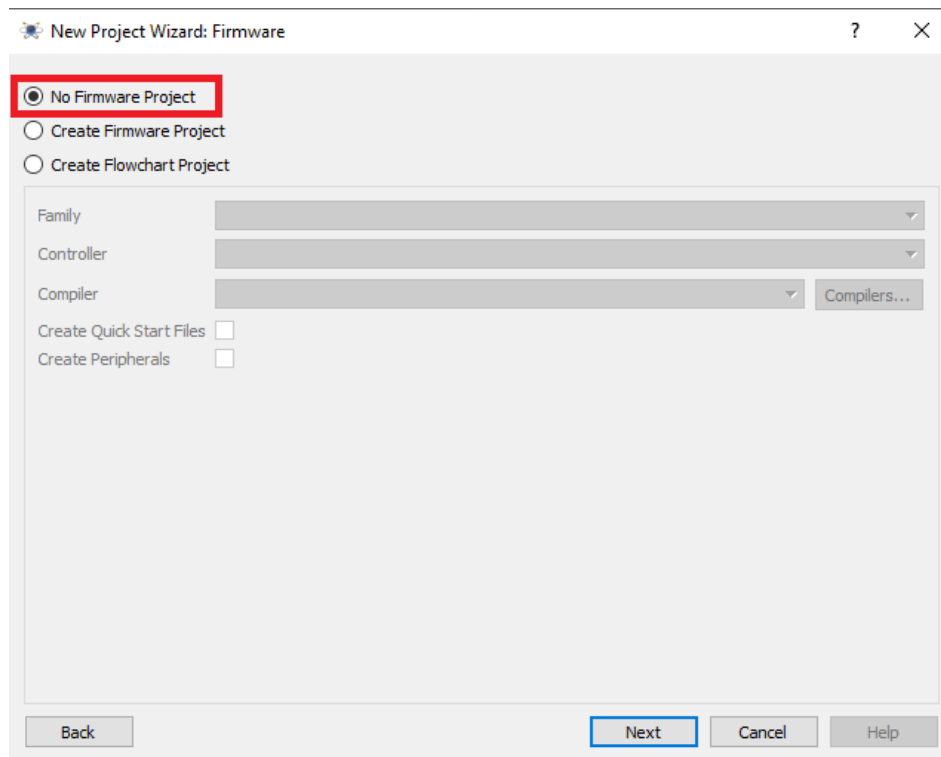 New Project Wizard: Firmware
?
No Firmware Project
Create Firmware Project
Create Flowchart Project
Family
Controller
Compiler
Compilers...
Create Quick Start Files
Create Peripherals
Back
Next
Cancel
Help